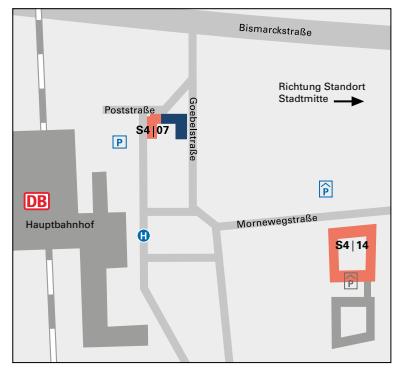 Bismarckstraße
Richtung Standort
Stadtmitte
Poststraße
Goebelstraße
S4|07
P
P
DB
Hauptbahnhof
Mornewegstraße
H
S4|14
P